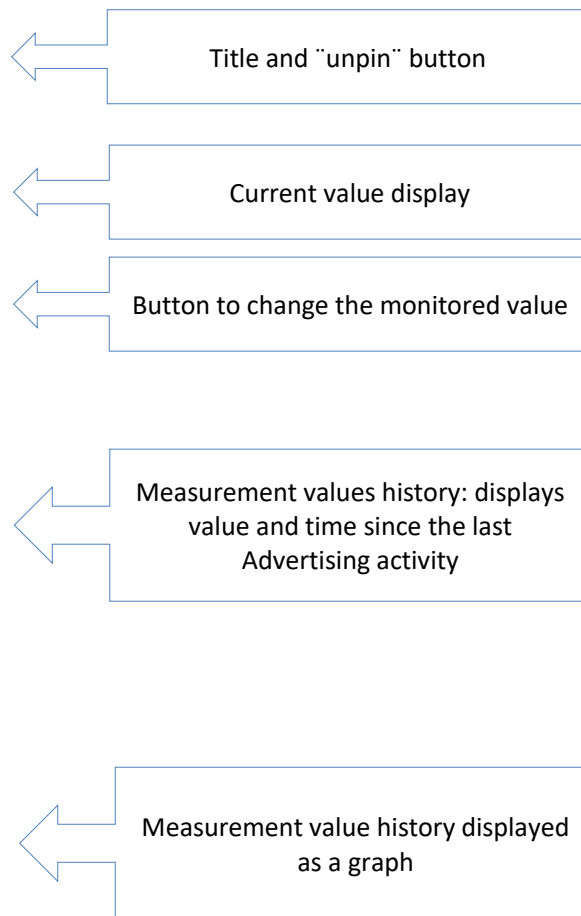 Title and ¨unpin¨ button
Current value display
Button to change the monitored value
Measurement values history: displays
value and time since the last
Advertising activity
Measurement value history displayed
as a graph